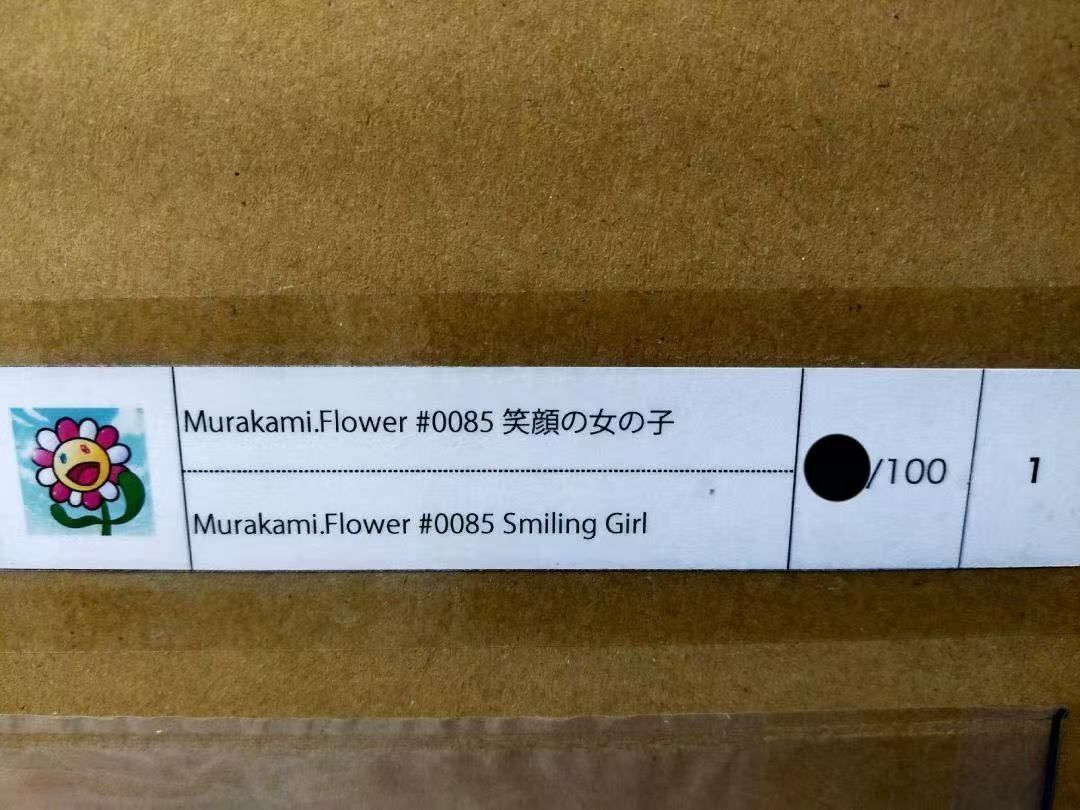 Murakami.Flower #0085 笑顔の女の子
Murakami.Flower #0085 Smiling Girl
/100
1